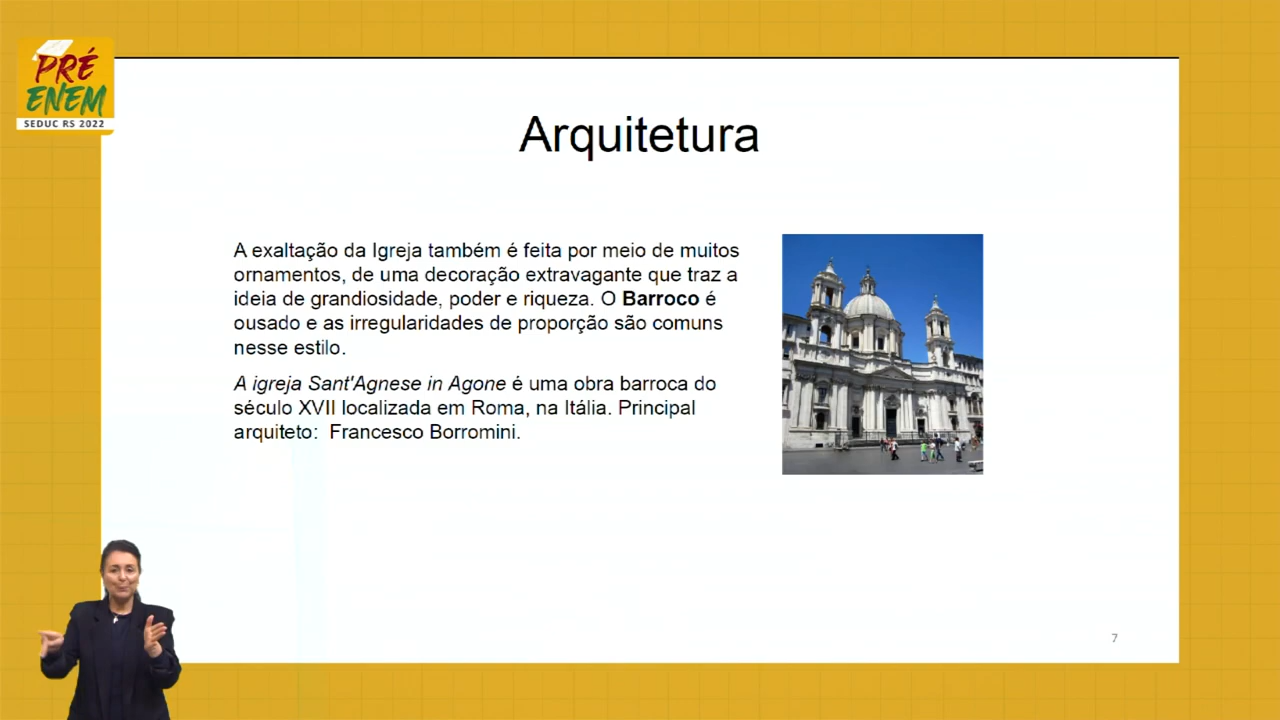 PRÉ
ENEM
SEDUC RS 2022
Arquitetura
A exaltação da Igreja também é feita por meio de muitos
ornamentos, de uma decoração extravagante que traz a
ideia de grandiosidade, poder e riqueza. O Barroco é
ousado e as irregularidades de proporção são comuns
nesse estilo.
A igreja Sant'Agnese in Agone é uma obra barroca do
século XVII localizada em Roma, na Itália. Principal
arquiteto:  Francesco Borromini.
7